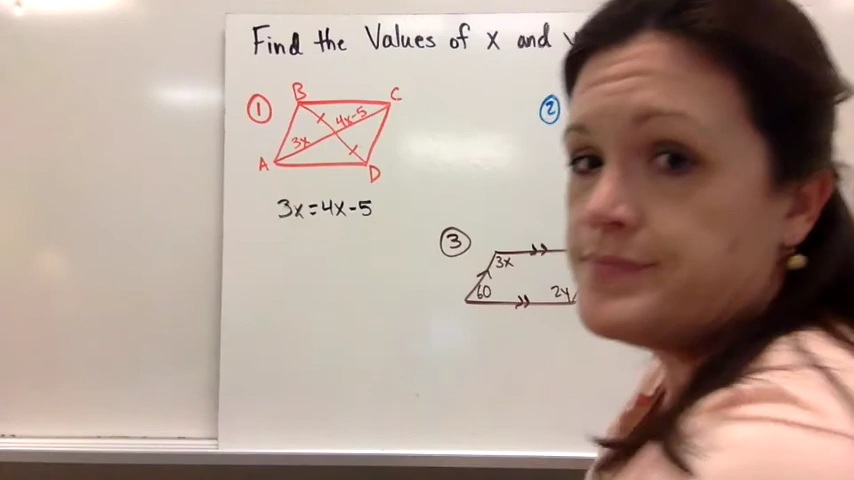 Find the Values of x and
① B C
4x-5
3x
A D
3x=4x-5
②
③
3x
60 2y